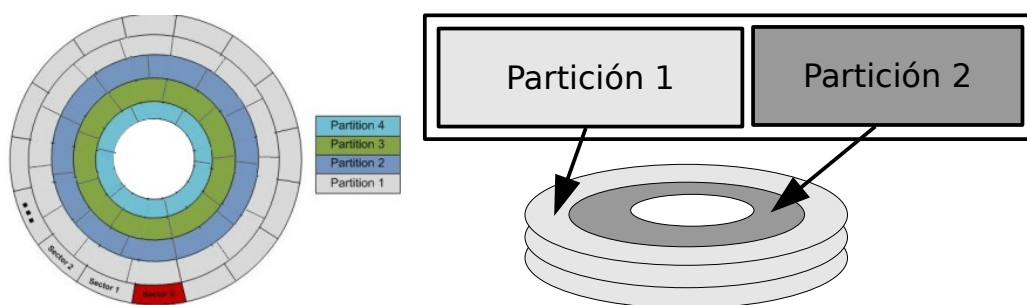 Partition 4
Partition 3
Partition 2
Partition 1
Sector 2
Sector 1
Sector 0
Partición 1
Partición 2